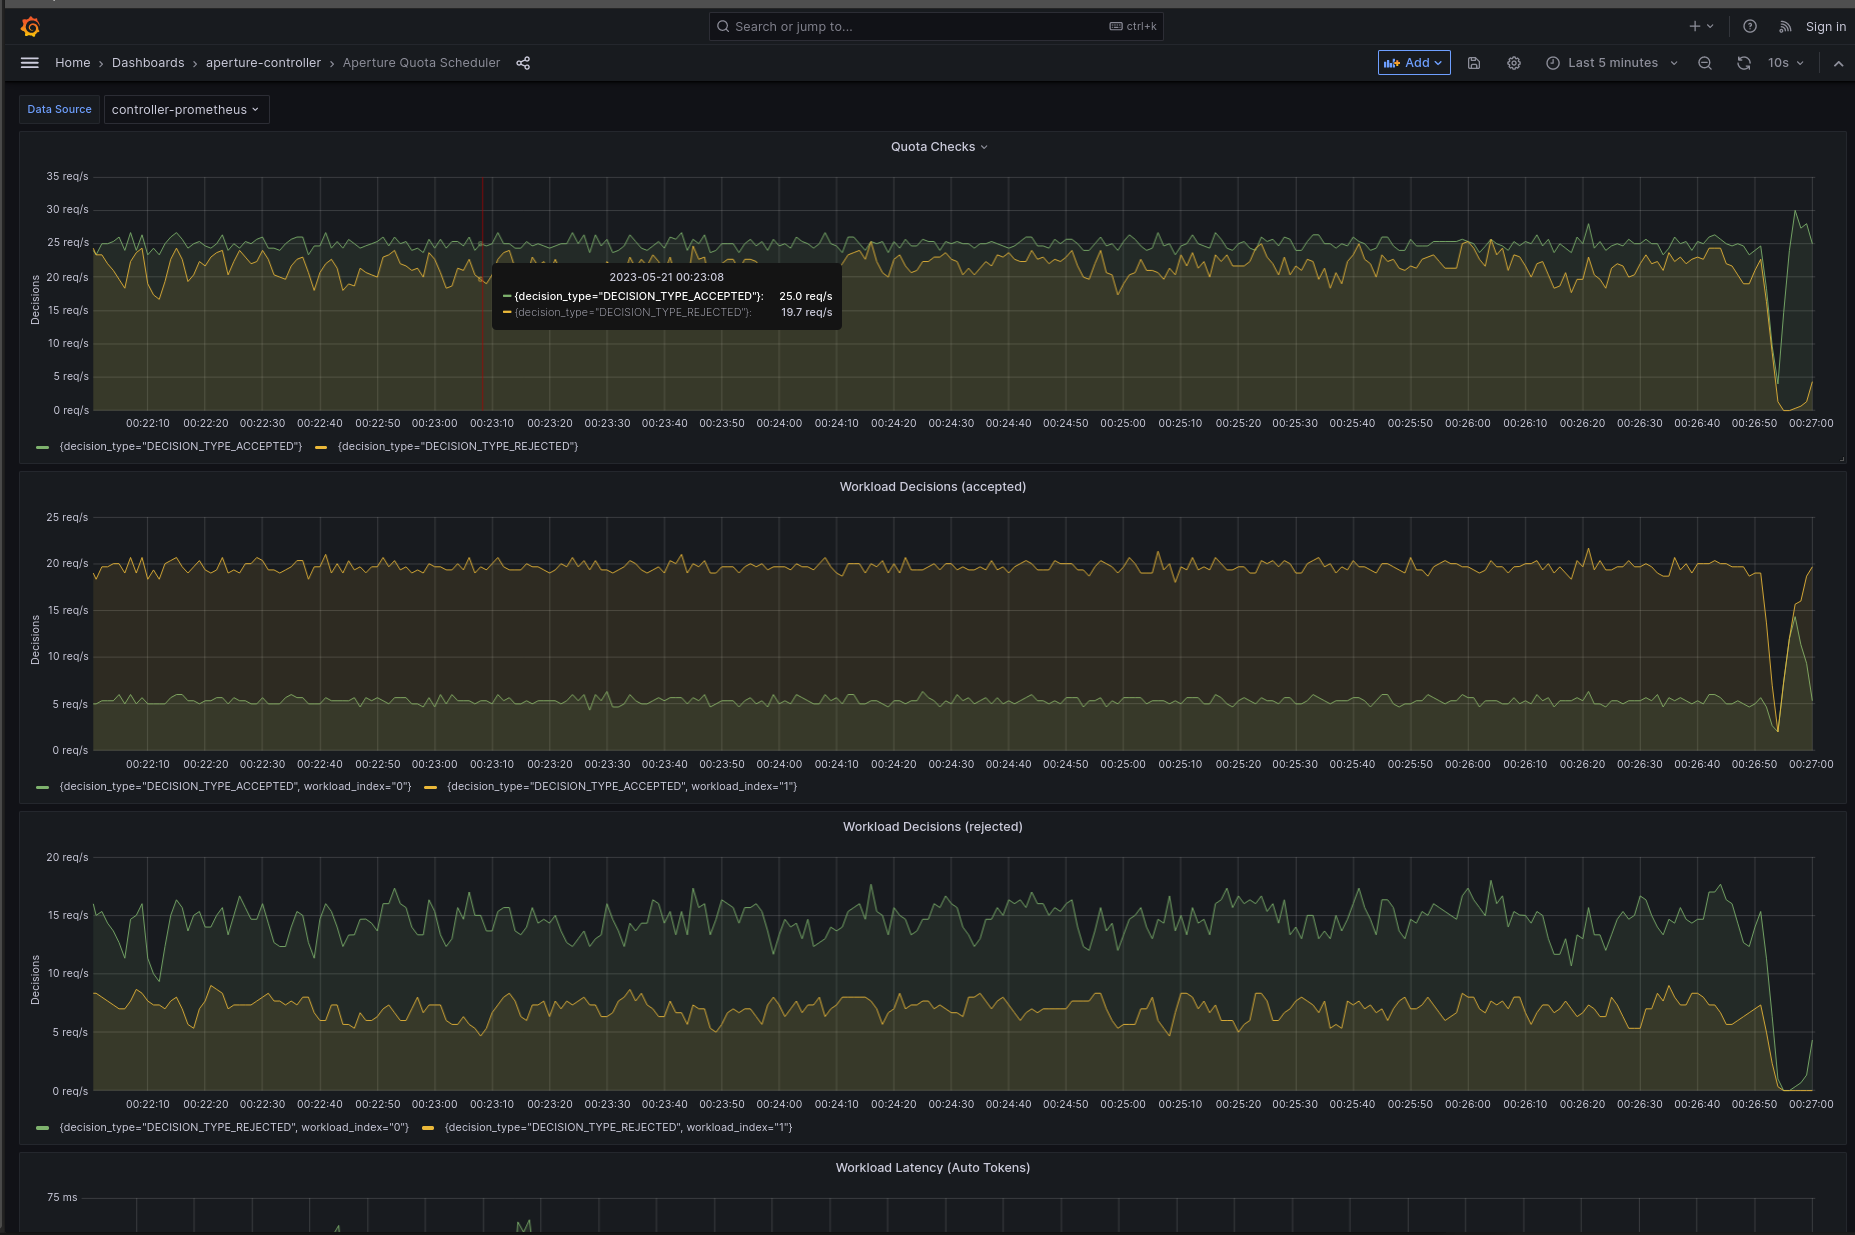 Search or jump to... ctrl+k Sign in
Home › Dashboards › aperture-controller › Aperture Quota Scheduler Add Last 5 minutes 10s
Data Source controller-prometheus
Quota Checks
35 req/s
30 req/s
25 req/s
20 req/s
15 req/s
10 req/s
5 req/s
0 req/s
Decisions
2023-05-21 00:23:08
{decision_type="DECISION_TYPE_ACCEPTED"}: 25.0 req/s
{decision_type="DECISION_TYPE_REJECTED"}: 19.7 req/s
00:22:10 00:22:20 00:22:30 00:22:40 00:22:50 00:23:00 00:23:10 00:23:20 00:23:30 00:23:40 00:23:50 00:24:00 00:24:10 00:24:20 00:24:30 00:24:40 00:24:50 00:25:00 00:25:10 00:25:20 00:25:30 00:25:40 00:25:50 00:26:00 00:26:10 00:26:20 00:26:30 00:26:40 00:26:50 00:27:00
{decision_type="DECISION_TYPE_ACCEPTED"} {decision_type="DECISION_TYPE_REJECTED"}
Workload Decisions (accepted)
25 req/s
20 req/s
15 req/s
10 req/s
5 req/s
0 req/s
Decisions
00:22:10 00:22:20 00:22:30 00:22:40 00:22:50 00:23:00 00:23:10 00:23:20 00:23:30 00:23:40 00:23:50 00:24:00 00:24:10 00:24:20 00:24:30 00:24:40 00:24:50 00:25:00 00:25:10 00:25:20 00:25:30 00:25:40 00:25:50 00:26:00 00:26:10 00:26:20 00:26:30 00:26:40 00:26:50 00:27:00
{decision_type="DECISION_TYPE_ACCEPTED", workload_index="0"} {decision_type="DECISION_TYPE_ACCEPTED", workload_index="1"}
Workload Decisions (rejected)
20 req/s
15 req/s
10 req/s
5 req/s
0 req/s
Decisions
00:22:10 00:22:20 00:22:30 00:22:40 00:22:50 00:23:00 00:23:10 00:23:20 00:23:30 00:23:40 00:23:50 00:24:00 00:24:10 00:24:20 00:24:30 00:24:40 00:24:50 00:25:00 00:25:10 00:25:20 00:25:30 00:25:40 00:25:50 00:26:00 00:26:10 00:26:20 00:26:30 00:26:40 00:26:50 00:27:00
{decision_type="DECISION_TYPE_REJECTED", workload_index="0"} {decision_type="DECISION_TYPE_REJECTED", workload_index="1"}
Workload Latency (Auto Tokens)
75 ms